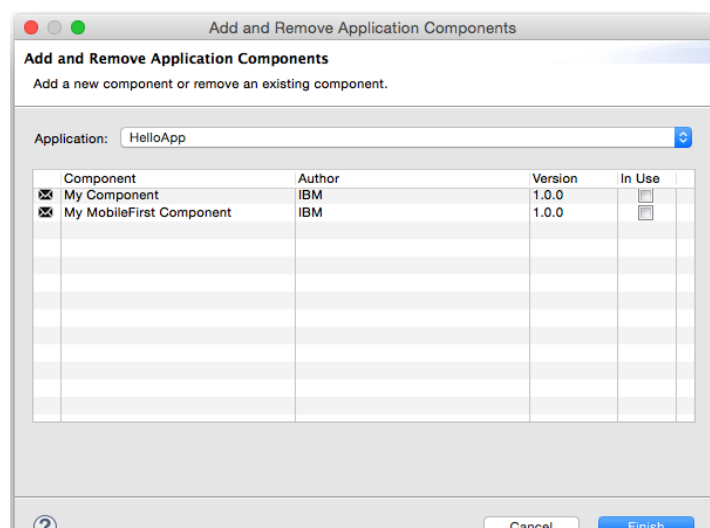 Add and Remove Application Components
Add and Remove Application Components
Add a new component or remove an existing component.
Application: HelloApp
Component Author Version In Use
My Component IBM 1.0.0
My MobileFirst Component IBM 1.0.0
? Cancel Finish